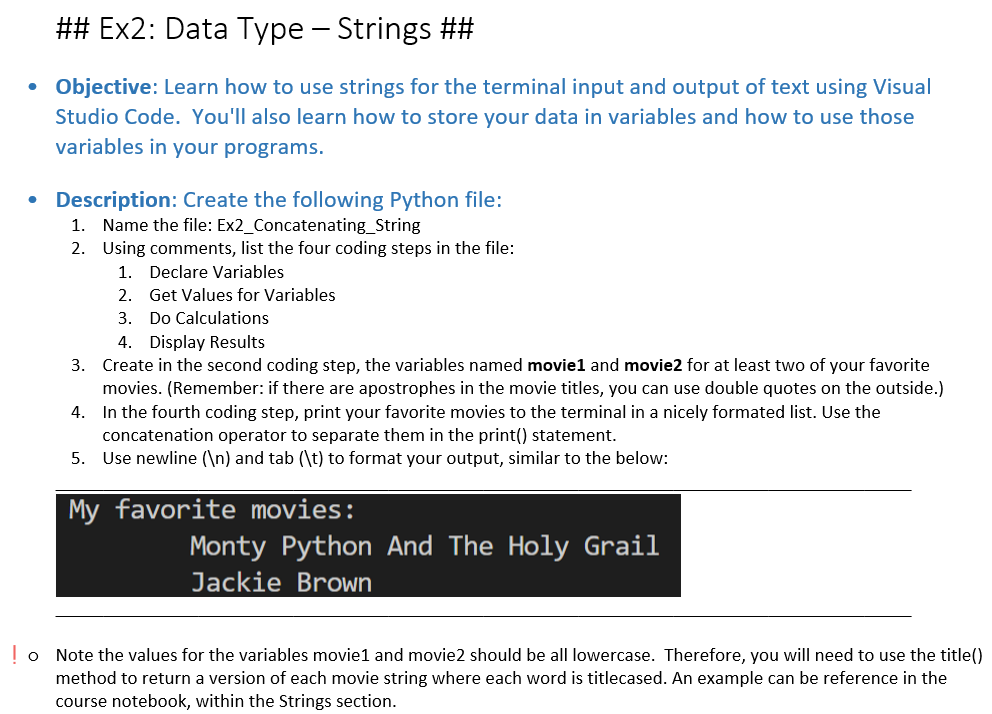 ## Ex2: Data Type – Strings ##
• Objective: Learn how to use strings for the terminal input and output of text using Visual
Studio Code.  You'll also learn how to store your data in variables and how to use those
variables in your programs.
• Description: Create the following Python file:
1. Name the file: Ex2_Concatenating_String
2. Using comments, list the four coding steps in the file:
1. Declare Variables
2. Get Values for Variables
3. Do Calculations
4. Display Results
3. Create in the second coding step, the variables named movie1 and movie2 for at least two of your favorite
movies. (Remember: if there are apostrophes in the movie titles, you can use double quotes on the outside.)
4. In the fourth coding step, print your favorite movies to the terminal in a nicely formated list. Use the
concatenation operator to separate them in the print() statement.
5. Use newline (\n) and tab (\t) to format your output, similar to the below:
My favorite movies:
Monty Python And The Holy Grail
Jackie Brown
! o Note the values for the variables movie1 and movie2 should be all lowercase.  Therefore, you will need to use the title()
method to return a version of each movie string where each word is titlecased. An example can be reference in the
course notebook, within the Strings section.